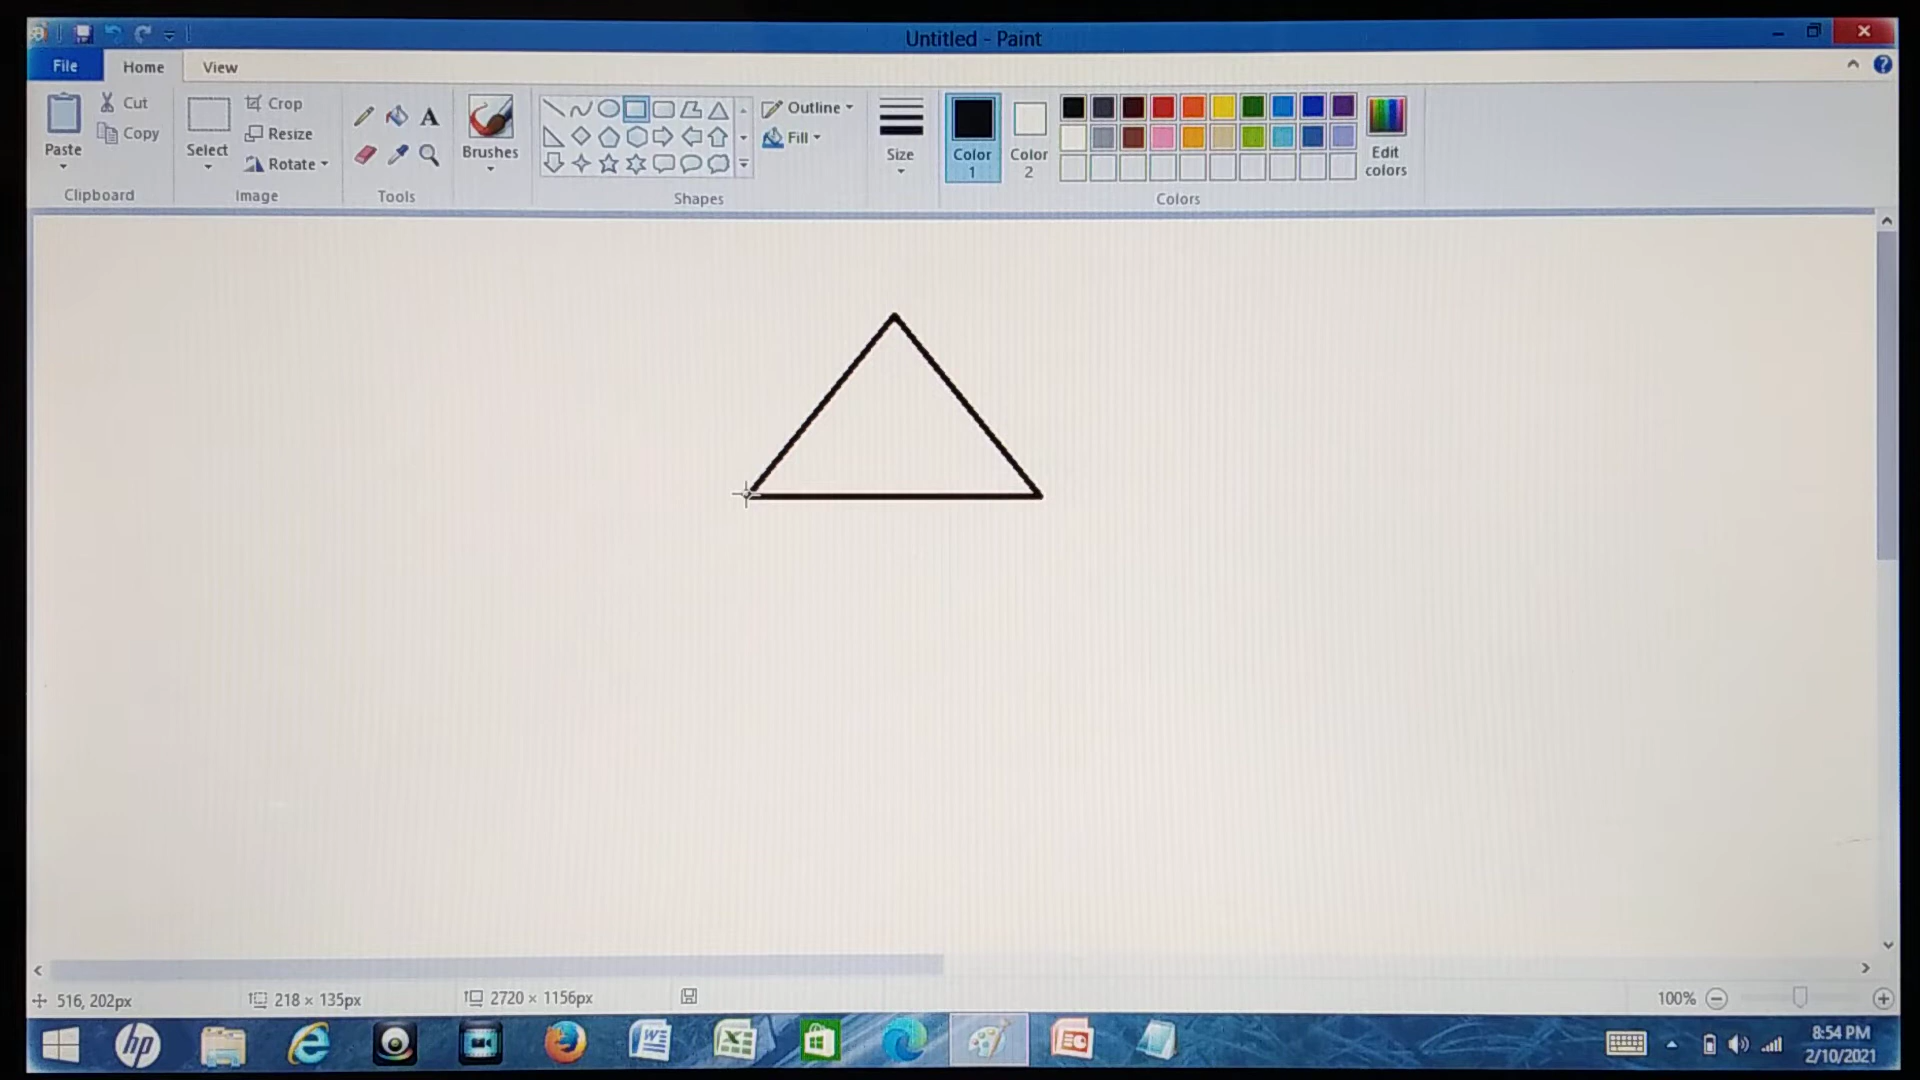 Untitled - Paint
File Home View
Paste
Cut
Copy
Clipboard
Select
Crop
Resize
Rotate
Image
A
Tools
Brushes
Outline
Fill
Shapes
Size
Color
1
Color
2
Edit
colors
Colors
516, 202px
218 × 135px
2720 × 1156px
100%
hp
8:54 PM
2/10/2021